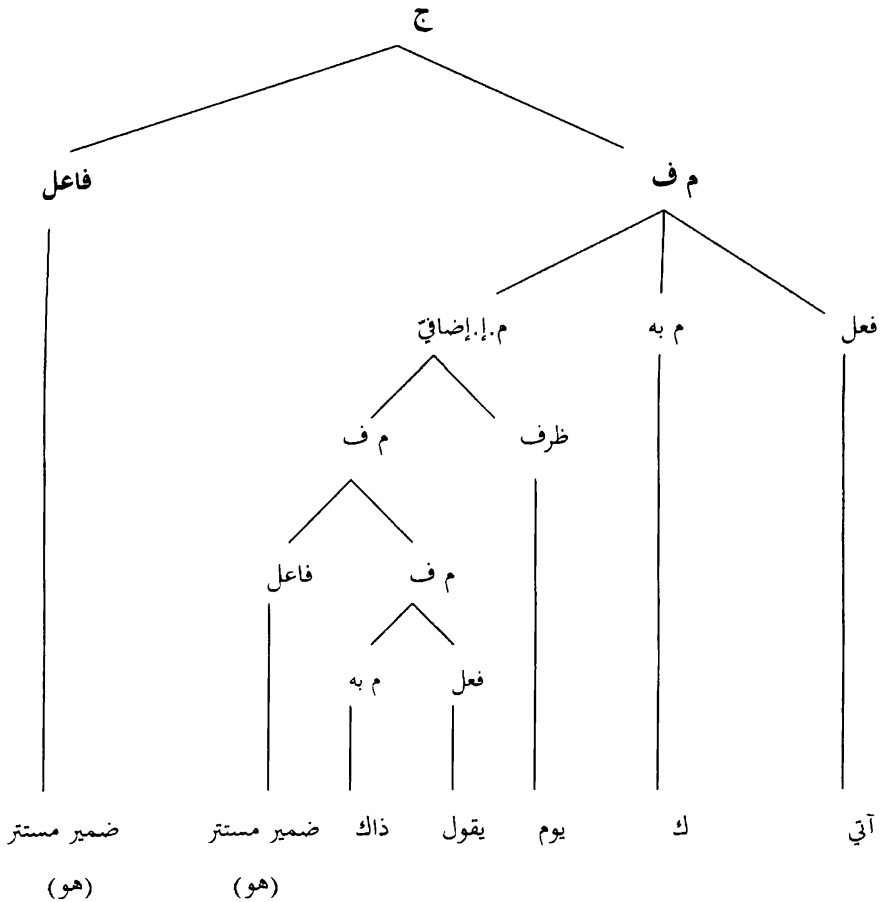 ج
م ف فاعل
فعل م به م.إ.إضافيّ
ظرف م ف
م ف فاعل
فعل م به
آتي ك يوم يقول ذاك ضمير مستتر ضمير مستتر
(هو) (هو)